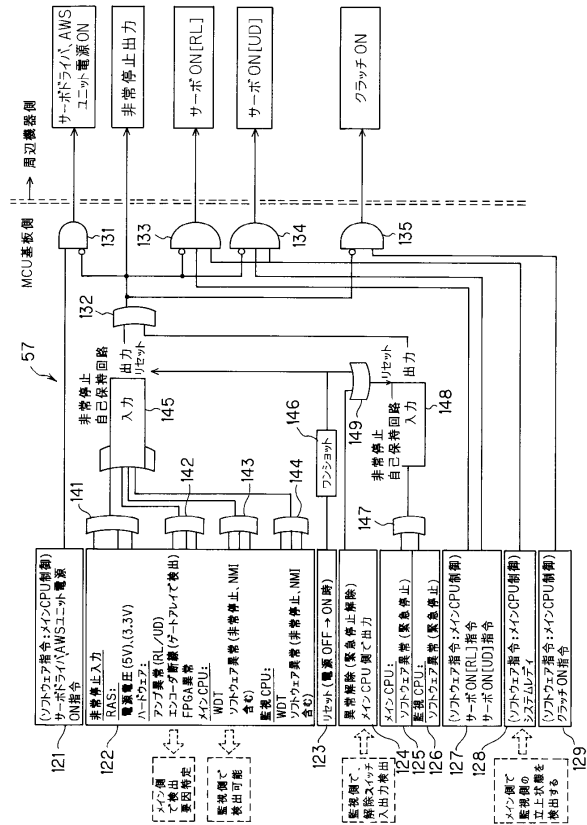 MCU基板側
→ 周辺機器側
57
121
(ソフトウェア指令：メインCPU制御)
サーボドライバ、AWSユニット電源
ON指令
122
非常停止入力
RAS:
電源電圧(5V),(3.3V)
ハードウェア:
アンプ異常(RL/UD)
エンコーダ断線(ゲートアレイで検出)
FPGA異常
メインCPU:
WDT
ソフトウェア異常(非常停止、NMI
含む)
監視CPU:
WDT
ソフトウェア異常(非常停止、NMI
含む)
123
リセット(電源OFF→ON時)
124
異常解除(緊急停止解除)
メインCPU側で出力
125
メインCPU:
ソフトウェア異常(緊急停止)
126
監視CPU:
ソフトウェア異常(緊急停止)
127
(ソフトウェア指令：メインCPU制御)
サーボON[RL]指令
サーボON[UD]指令
128
(ソフトウェア指令：メインCPU制御)
システムレディ
129
(ソフトウェア指令：メインCPU制御)
クラッチON指令
メイン側
で検出
要因特定
監視側で
検出可能
監視側で、
解除スイッチ
入出力検出
メイン側で
監視側の
立上状態を
検出する
141
142
143
144
非常停止
自己保持回路
入力
出力
リセット
145
ワンショット
146
147
非常停止
自己保持回路
入力
リセット
出力
148
149
131
132
133
134
135
サーボドライバ、AWS
ユニット電源ON
非常停止出力
サーボON[RL]
サーボON[UD]
クラッチON